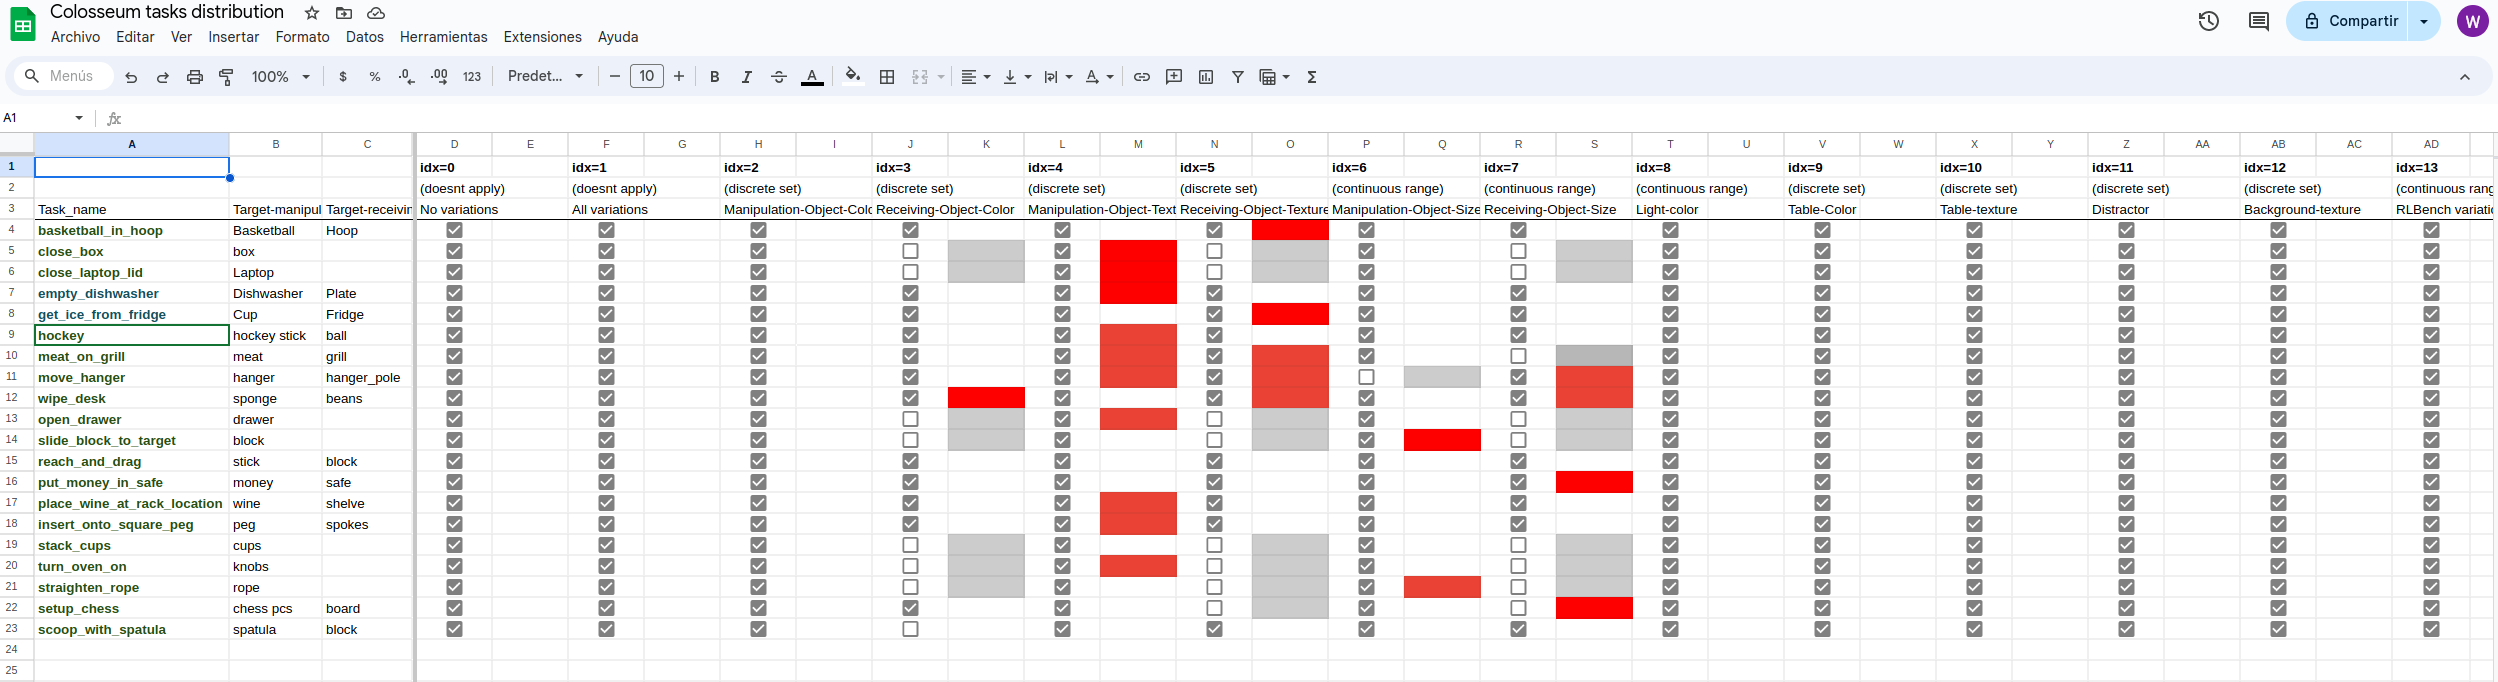 Colosseum tasks distribution
Archivo Editar Ver Insertar Formato Datos Herramientas Extensiones Ayuda
Compartir
W
Menús 100% $ % .0 .00 123 Predet... 10 B I S A
A1 fx
A B C D E F G H I J K L M N O P Q R S T U V W X Y Z AA AB AC AD
1 idx=0 idx=1 idx=2 idx=3 idx=4 idx=5 idx=6 idx=7 idx=8 idx=9 idx=10 idx=11 idx=12 idx=13
2 (doesnt apply) (doesnt apply) (discrete set) (discrete set) (discrete set) (discrete set) (continuous range) (continuous range) (continuous range) (discrete set) (discrete set) (discrete set) (discrete set) (continuous rang
3 Task_name Target-manipul Target-receivin No variations All variations Manipulation-Object-Colo Receiving-Object-Color Manipulation-Object-Text Receiving-Object-Texture Manipulation-Object-Size Receiving-Object-Size Light-color Table-Color Table-texture Distractor Background-texture RLBench variatio
4 basketball_in_hoop Basketball Hoop
5 close_box box
6 close_laptop_lid Laptop
7 empty_dishwasher Dishwasher Plate
8 get_ice_from_fridge Cup Fridge
9 hockey hockey stick ball
10 meat_on_grill meat grill
11 move_hanger hanger hanger_pole
12 wipe_desk sponge beans
13 open_drawer drawer
14 slide_block_to_target block
15 reach_and_drag stick block
16 put_money_in_safe money safe
17 place_wine_at_rack_location wine shelve
18 insert_onto_square_peg peg spokes
19 stack_cups cups
20 turn_oven_on knobs
21 straighten_rope rope
22 setup_chess chess pcs board
23 scoop_with_spatula spatula block
24
25